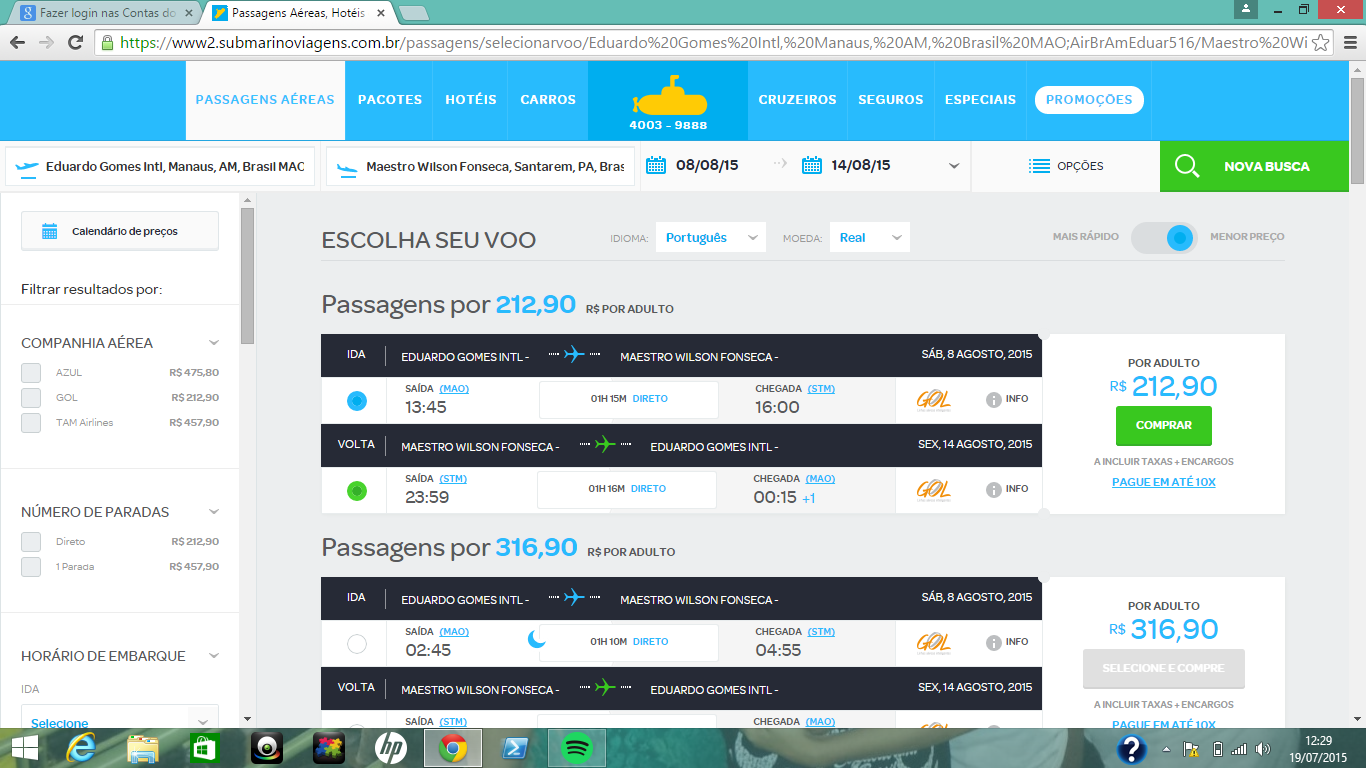 Fazer login nas Contas do
Passagens Aéreas, Hotéis
https://www2.submarinoviagens.com.br/passagens/selecionarvoo/Eduardo%20Gomes%20Intl,%20Manaus,%20AM,%20Brasil%20MAO;AirBrAmEduar516/Maestro%20Wi
PASSAGENS AÉREAS
PACOTES
HOTÉIS
CARROS
4003 - 9888
CRUZEIROS
SEGUROS
ESPECIAIS
PROMOÇÕES
Eduardo Gomes Intl, Manaus, AM, Brasil MAO
Maestro Wilson Fonseca, Santarem, PA, Bras
08/08/15
14/08/15
OPÇÕES
NOVA BUSCA
Calendário de preços
Filtrar resultados por:
COMPANHIA AÉREA
AZUL R$ 475,80
GOL R$ 212,90
TAM Airlines R$ 457,90
NÚMERO DE PARADAS
Direto R$ 212,90
1 Parada R$ 457,90
HORÁRIO DE EMBARQUE
IDA
Selecione
ESCOLHA SEU VOO
IDIOMA: Português
MOEDA: Real
MAIS RÁPIDO
MENOR PREÇO
Passagens por 212,90 R$ POR ADULTO
IDA EDUARDO GOMES INTL - MAESTRO WILSON FONSECA - SÁB, 8 AGOSTO, 2015
SAÍDA (MAO) CHEGADA (STM)
13:45 01H 15M DIRETO 16:00 GOL INFO
VOLTA MAESTRO WILSON FONSECA - EDUARDO GOMES INTL - SEX, 14 AGOSTO, 2015
SAÍDA (STM) CHEGADA (MAO)
23:59 01H 16M DIRETO 00:15 +1 GOL INFO
POR ADULTO
R$ 212,90
COMPRAR
A INCLUIR TAXAS + ENCARGOS
PAGUE EM ATÉ 10X
Passagens por 316,90 R$ POR ADULTO
IDA EDUARDO GOMES INTL - MAESTRO WILSON FONSECA - SÁB, 8 AGOSTO, 2015
SAÍDA (MAO) CHEGADA (STM)
02:45 01H 10M DIRETO 04:55 GOL INFO
VOLTA MAESTRO WILSON FONSECA - EDUARDO GOMES INTL - SEX, 14 AGOSTO, 2015
SAÍDA (STM) CHEGADA (MAO)
POR ADULTO
R$ 316,90
SELECIONE E COMPRE
A INCLUIR TAXAS + ENCARGOS
PAGUE EM ATÉ 10X
12:29
19/07/2015